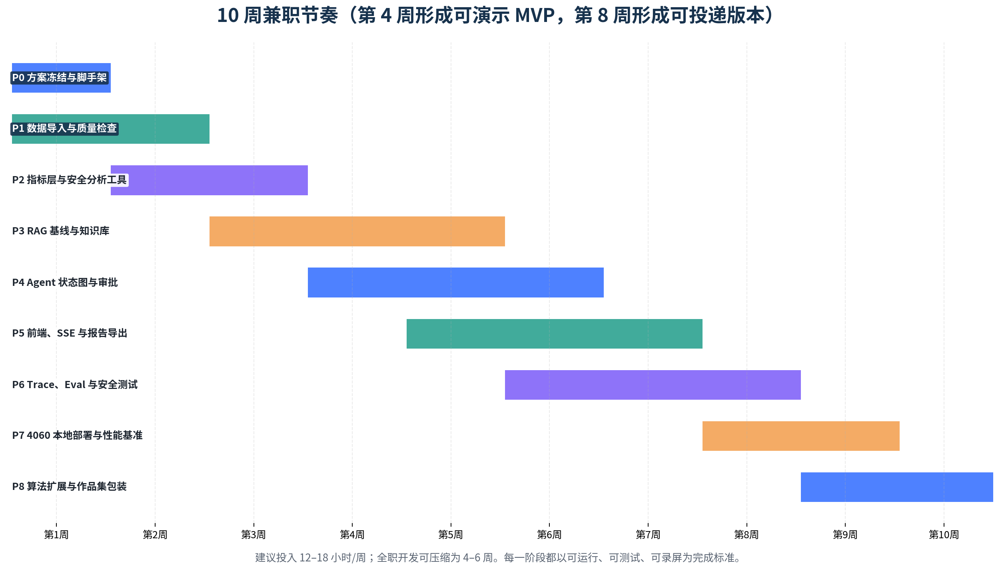 10 周兼职节奏（第 4 周形成可演示 MVP，第 8 周形成可投递版本）
P0 方案冻结与脚手架
P1 数据导入与质量检查
P2 指标层与安全分析工具
P3 RAG 基线与知识库
P4 Agent 状态图与审批
P5 前端、SSE 与报告导出
P6 Trace、Eval 与安全测试
P7 4060 本地部署与性能基准
P8 算法扩展与作品集包装
第1周 第2周 第3周 第4周 第5周 第6周 第7周 第8周 第9周 第10周
建议投入 12–18 小时/周；全职开发可压缩为 4–6 周。每一阶段都以可运行、可测试、可录屏为完成标准。